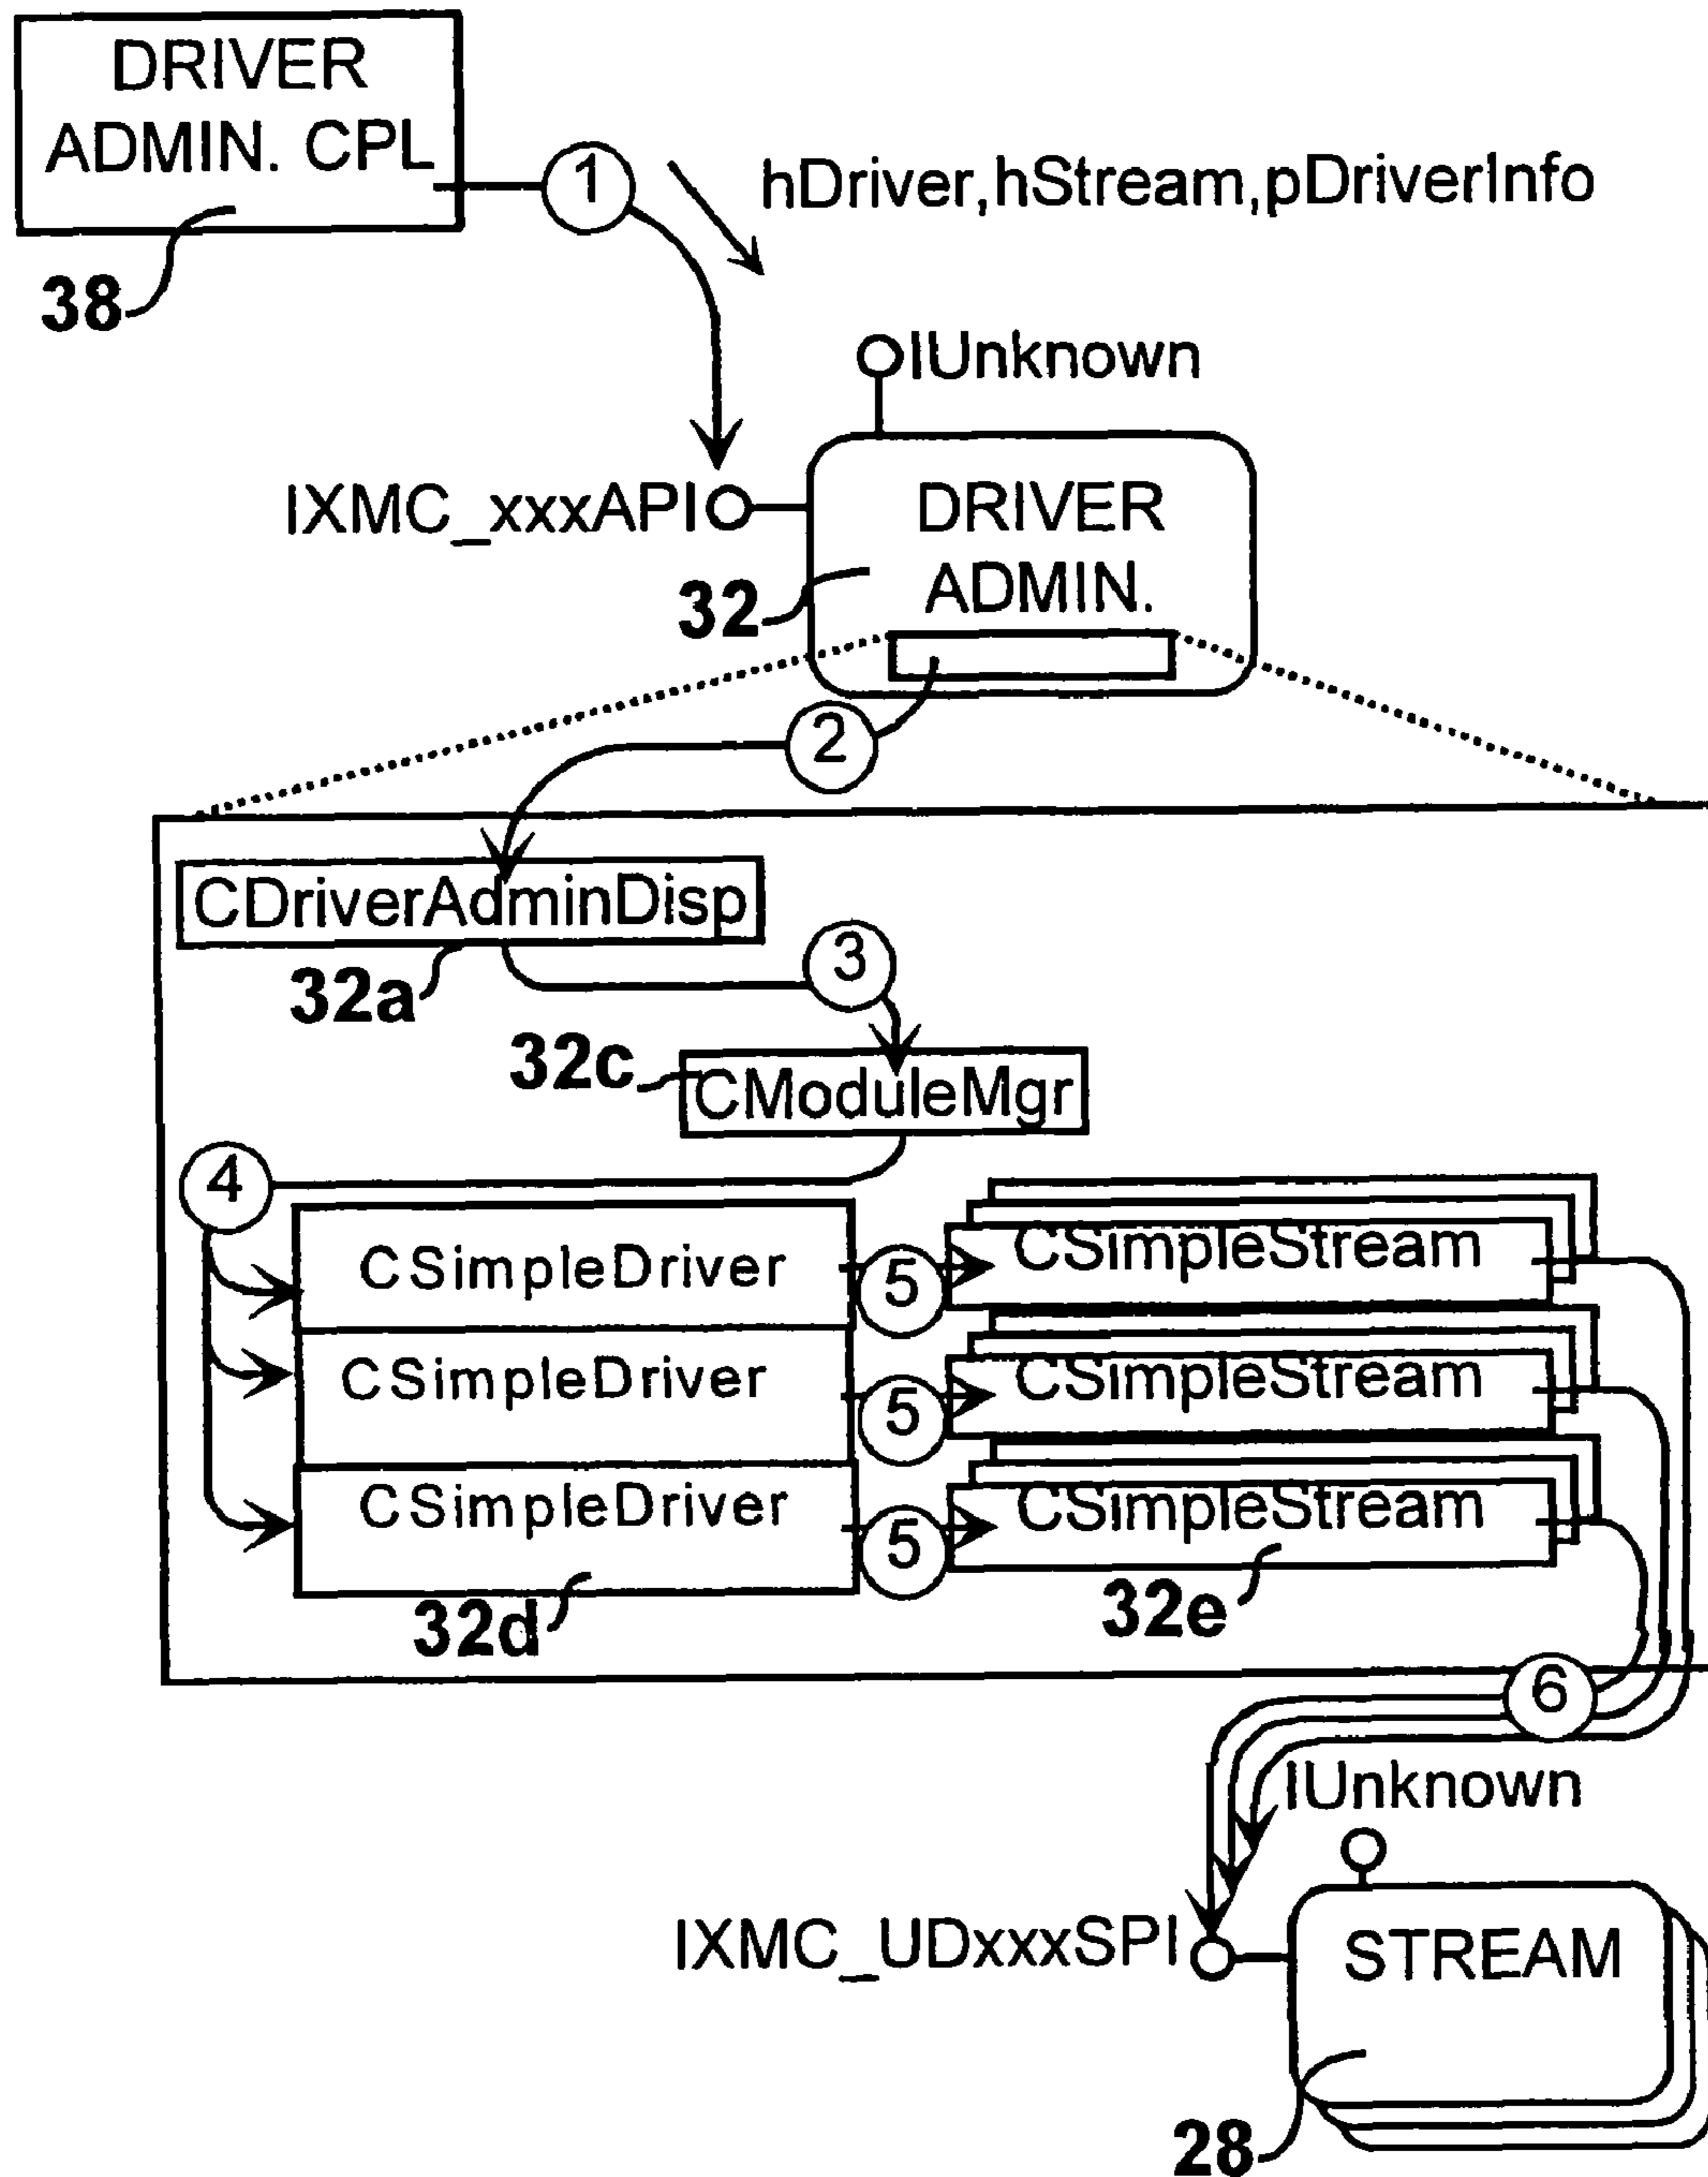 DRIVER
ADMIN. CPL
1
hDriver,hStream,pDriverInfo
38
IUnknown
IXMC_xxxAPI
DRIVER
ADMIN.
32
2
CDriverAdminDisp
32a
3
32c
CModuleMgr
4
CSimpleDriver
5
CSimpleStream
CSimpleDriver
5
CSimpleStream
CSimpleDriver
5
CSimpleStream
32d
32e
6
IUnknown
IXMC_UDxxxSPI
STREAM
28